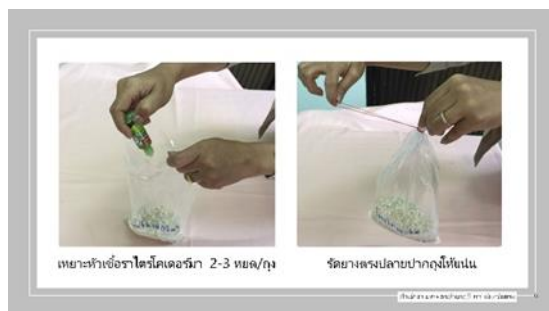 เหยาะหัวเชื้อราไตรโคเดอร์มา 2-3 หยด/ถุง
รัดยางตรงปลายปากถุงให้แน่น